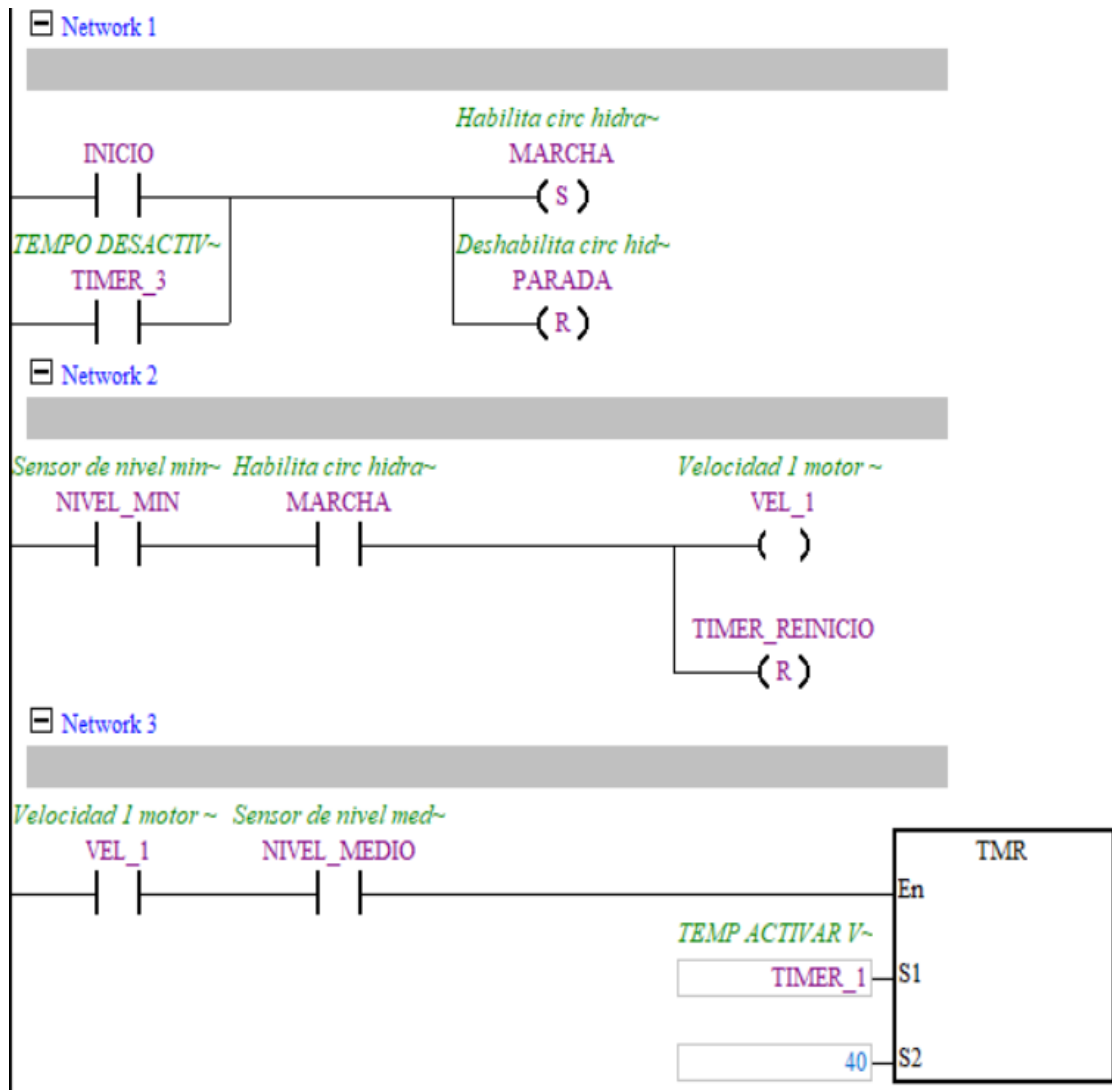 Network 1
Habilita circ hidra~
INICIO
MARCHA
S
TEMPO DESACTIV~
Deshabilita circ hid~
TIMER_3
PARADA
R
Network 2
Sensor de nivel min~ Habilita circ hidra~ Velocidad 1 motor ~
NIVEL_MIN MARCHA VEL_1
TIMER_REINICIO
R
Network 3
Velocidad 1 motor ~ Sensor de nivel med~
VEL_1 NIVEL_MEDIO
TMR
En
TEMP ACTIVAR V~
TIMER_1 S1
40 S2